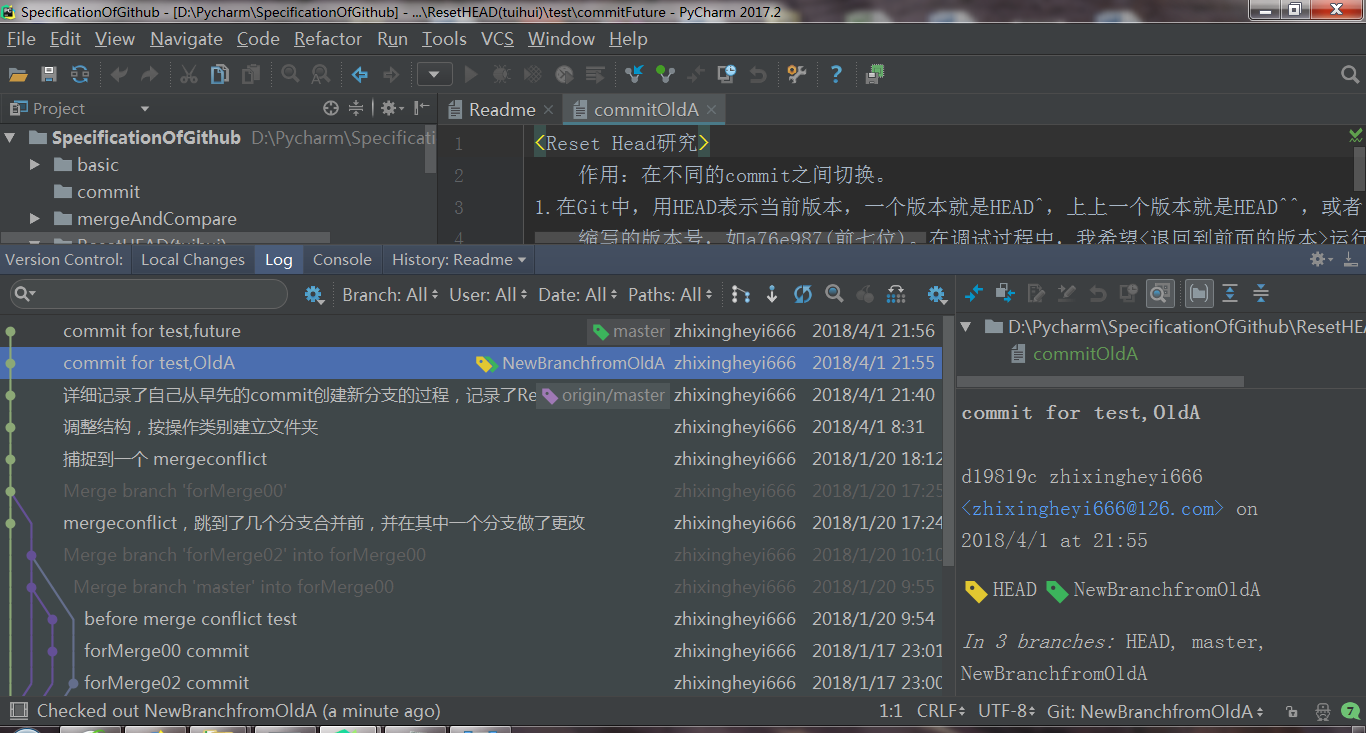 SpecificationOfGithub - [D:\Pycharm\SpecificationOfGithub] - ...\ResetHEAD(tuihui)\test\commitFuture - PyCharm 2017.2
File Edit View Navigate Code Refactor Run Tools VCS Window Help
Project
Readme
commitOldA
SpecificationOfGithub D:\Pycharm\Specificati
basic
commit
mergeAndCompare
ResetHEAD(tuihui)
1 <Reset Head研究>
2 作用：在不同的commit之间切换。
3 1.在Git中，用HEAD表示当前版本，一个版本就是HEAD^，上上一个版本就是HEAD^^，或者
4 缩写的版本号，如a76e987(前七位)。在调试过程中，我希望<退回到前面的版本>运行
Version Control: Local Changes Log Console History: Readme
Branch: All User: All Date: All Paths: All
commit for test,future master zhixingheyi666 2018/4/1 21:56
commit for test,OldA NewBranchfromOldA zhixingheyi666 2018/4/1 21:55
详细记录了自己从早先的commit创建新分支的过程，记录了Re origin/master zhixingheyi666 2018/4/1 21:40
调整结构，按操作类别建立文件夹 zhixingheyi666 2018/4/1 8:31
捕捉到一个 mergeconflict zhixingheyi666 2018/1/20 18:12
Merge branch 'forMerge00' zhixingheyi666 2018/1/20 17:25
mergeconflict，跳到了几个分支合并前，并在其中一个分支做了更改 zhixingheyi666 2018/1/20 17:24
Merge branch 'forMerge02' into forMerge00 zhixingheyi666 2018/1/20 10:10
Merge branch 'master' into forMerge00 zhixingheyi666 2018/1/20 9:55
before merge conflict test zhixingheyi666 2018/1/20 9:54
forMerge00 commit zhixingheyi666 2018/1/17 23:01
forMerge02 commit zhixingheyi666 2018/1/17 23:00
D:\Pycharm\SpecificationOfGithub\ResetHEA
commitOldA
commit for test,OldA
d19819c zhixingheyi666
<zhixingheyi666@126.com> on
2018/4/1 at 21:55
HEAD NewBranchfromOldA
In 3 branches: HEAD, master,
NewBranchfromOldA
Checked out NewBranchfromOldA (a minute ago) 1:1 CRLF UTF-8 Git: NewBranchfromOldA 7